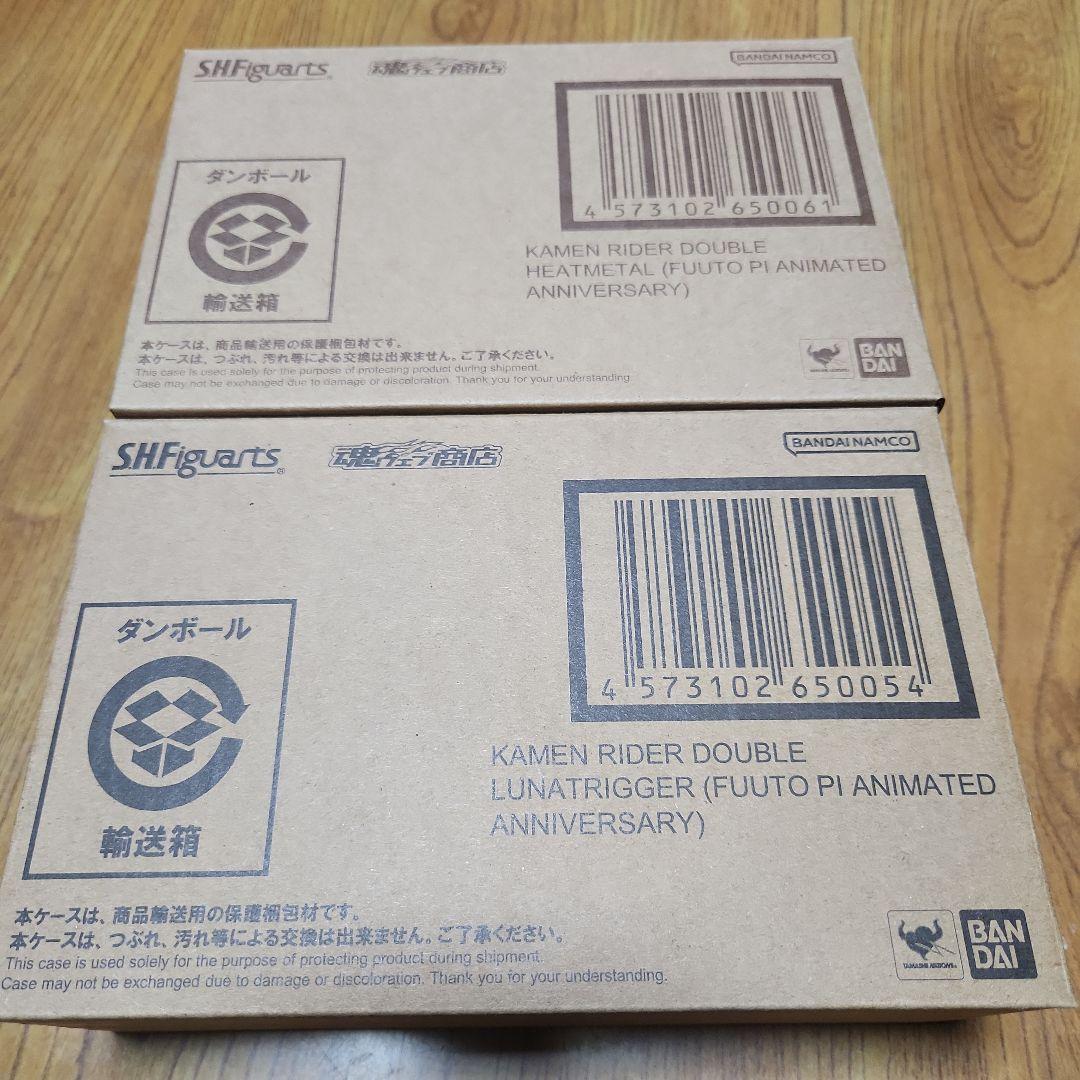 S.H.Figuarts
魂ウェブ商店
BANDAI NAMCO
ダンボール
輸送箱
4 573102 650061
KAMEN RIDER DOUBLE
HEATMETAL (FUUTO PI ANIMATED
ANNIVERSARY)
本ケースは、商品輸送用の保護梱包材です。
本ケースは、つぶれ、汚れ等による交換は出来ません。ご了承ください。
This case is used solely for the purpose of protecting product during shipment.
Case may not be exchanged due to damage or discoloration. Thank you for your understanding.
TAMASHII NATIONS
BAN
DAI
S.H.Figuarts®
魂ウェブ商店
BANDAI NAMCO
ダンボール
輸送箱
4 573102 650054
KAMEN RIDER DOUBLE
LUNATRIGGER (FUUTO PI ANIMATED
ANNIVERSARY)
本ケースは、商品輸送用の保護梱包材です。
本ケースは、つぶれ、汚れ等による交換は出来ません。ご了承ください。
This case is used solely for the purpose of protecting product during shipment.
Case may not be exchanged due to damage or discoloration. Thank you for your understanding.
TAMASHII NATIONS
BAN
DAI